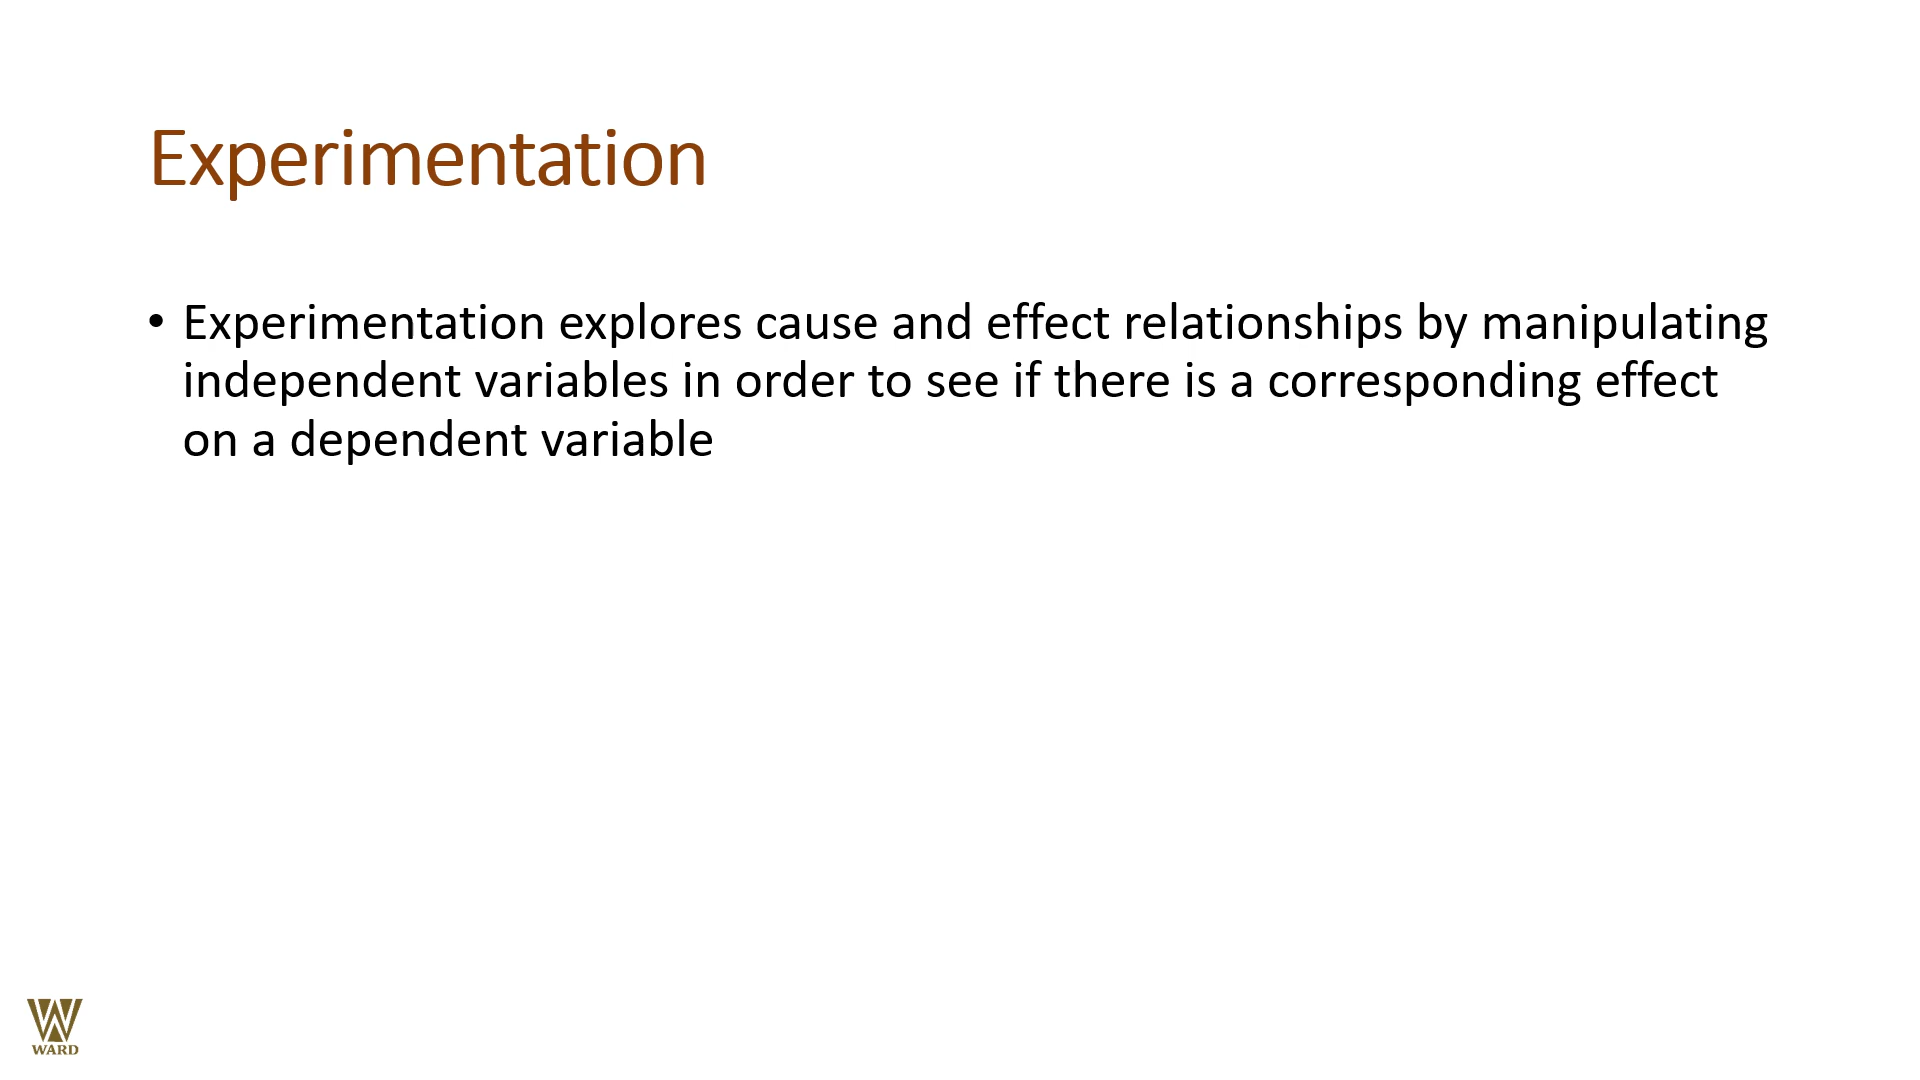 Experimentation
• Experimentation explores cause and effect relationships by manipulating
independent variables in order to see if there is a corresponding effect
on a dependent variable
WARD